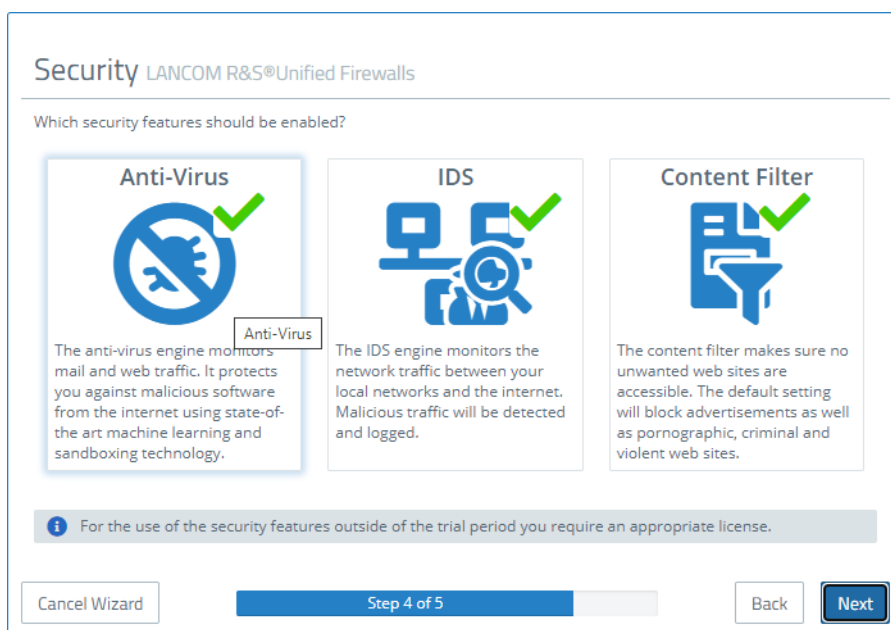 Security LANCOM R&S®Unified Firewalls
Which security features should be enabled?
Anti-Virus
Anti-Virus
The anti-virus engine monitors
mail and web traffic. It protects
you against malicious software
from the internet using state-of-
the art machine learning and
sandboxing technology.
IDS
The IDS engine monitors the
network traffic between your
local networks and the internet.
Malicious traffic will be detected
and logged.
Content Filter
The content filter makes sure no
unwanted web sites are
accessible. The default setting
will block advertisements as well
as pornographic, criminal and
violent web sites.
For the use of the security features outside of the trial period you require an appropriate license.
Cancel Wizard
Step 4 of 5
Back
Next